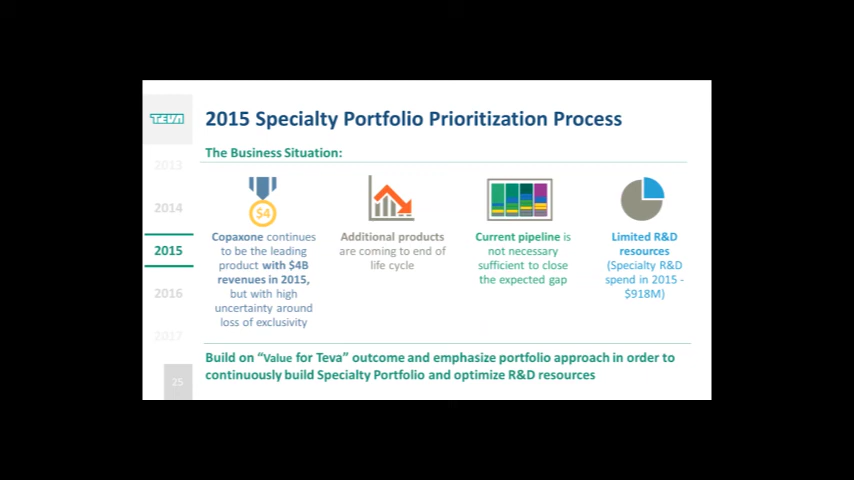 TEVA
2015 Specialty Portfolio Prioritization Process
The Business Situation:
2013
2014
2015
2016
2017
$4
Copaxone continues
to be the leading
product with $4B
revenues in 2015,
but with high
uncertainty around
loss of exclusivity
Additional products
are coming to end of
life cycle
Current pipeline is
not necessary
sufficient to close
the expected gap
Limited R&D
resources
(Specialty R&D
spend in 2015 -
$918M)
Build on “Value for Teva” outcome and emphasize portfolio approach in order to
continuously build Specialty Portfolio and optimize R&D resources
25